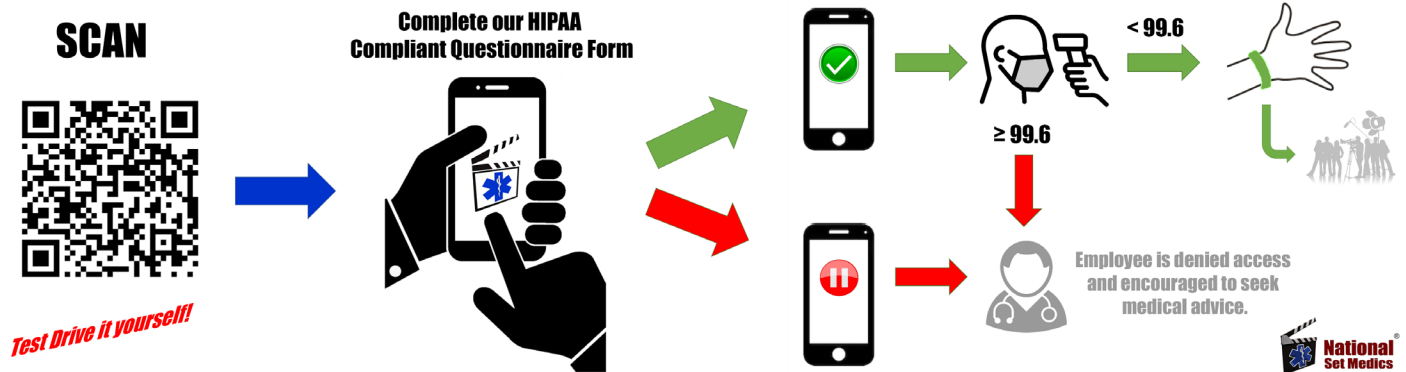 SCAN
Complete our HIPAA
Compliant Questionnaire Form
< 99.6
≥ 99.6
Employee is denied access
and encouraged to seek
medical advice.
Test Drive it yourself!
National®
Set Medics